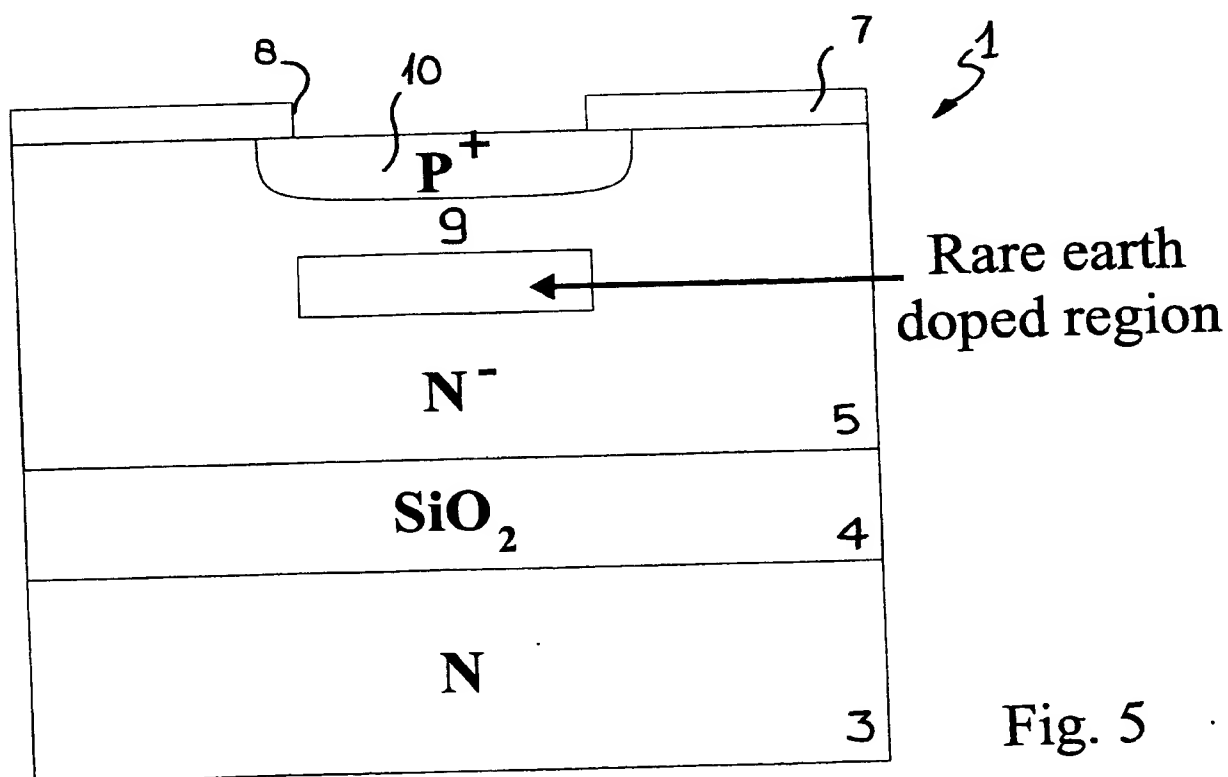 8
10
7
1
P+
9
Rare earth
doped region
N-
5
SiO₂
4
N
3
Fig. 5